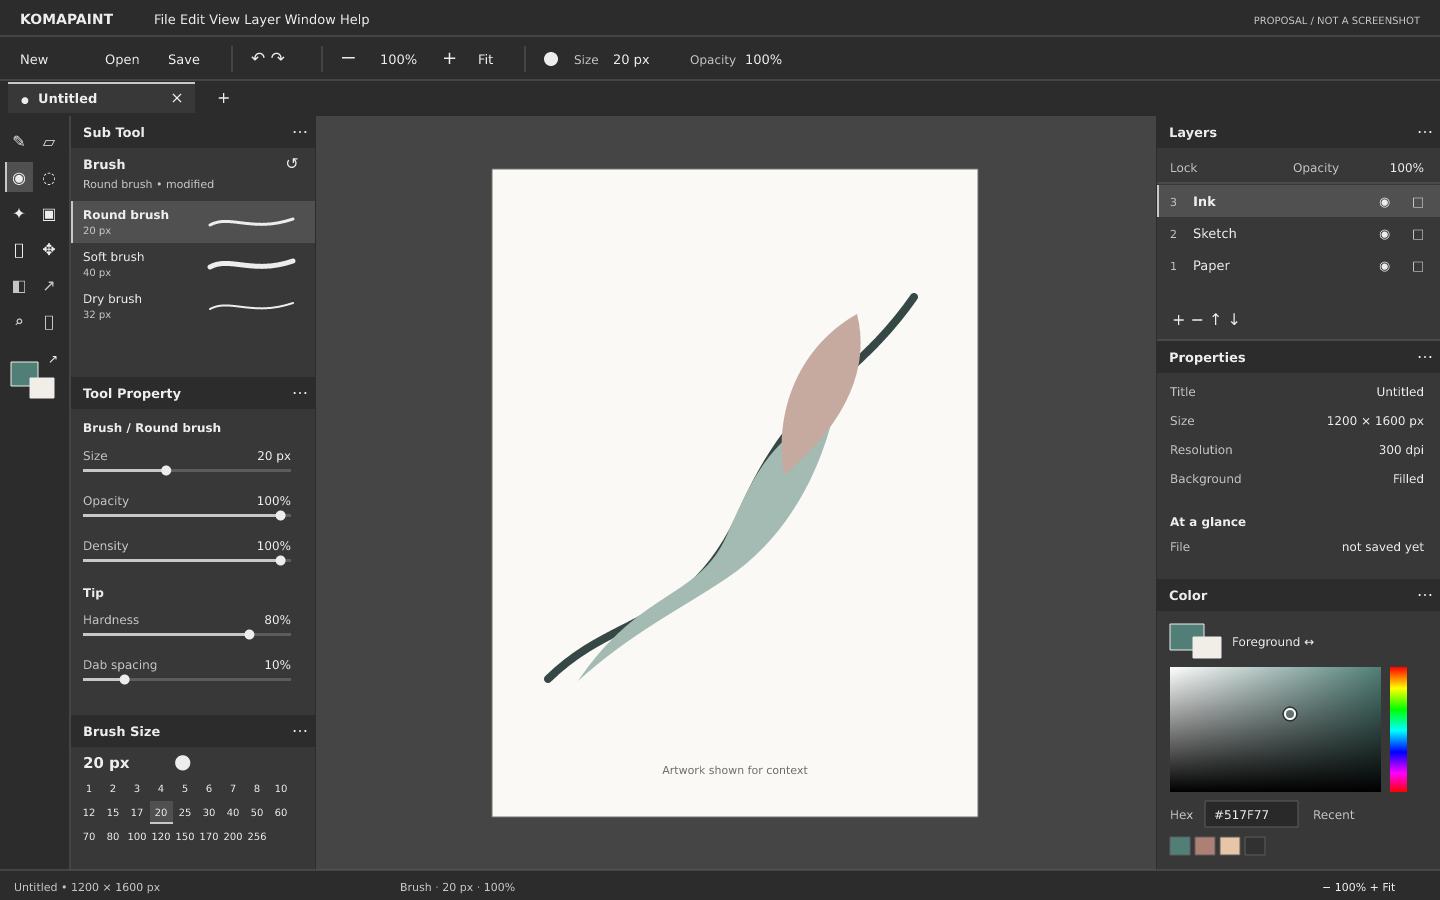 KOMAPAINT File Edit View Layer Window Help PROPOSAL / NOT A SCREENSHOT
New Open Save ↶ ↷ − 100% + Fit Size 20 px Opacity 100%
● Untitled × +
Sub Tool ⋯
Brush ↺
Round brush • modified
Round brush
20 px
Soft brush
40 px
Dry brush
32 px
Tool Property ⋯
Brush / Round brush
Size 20 px
Opacity 100%
Density 100%
Tip
Hardness 80%
Dab spacing 10%
Brush Size ⋯
20 px
1 2 3 4 5 6 7 8 10
12 15 17 20 25 30 40 50 60
70 80 100 120 150 170 200 256
Artwork shown for context
Layers ⋯
Lock Opacity 100%
3 Ink
2 Sketch
1 Paper
+ − ↑ ↓
Properties ⋯
Title Untitled
Size 1200 × 1600 px
Resolution 300 dpi
Background Filled
At a glance
File not saved yet
Color ⋯
Foreground ↔
Hex #517F77 Recent
Untitled • 1200 × 1600 px Brush · 20 px · 100% − 100% + Fit